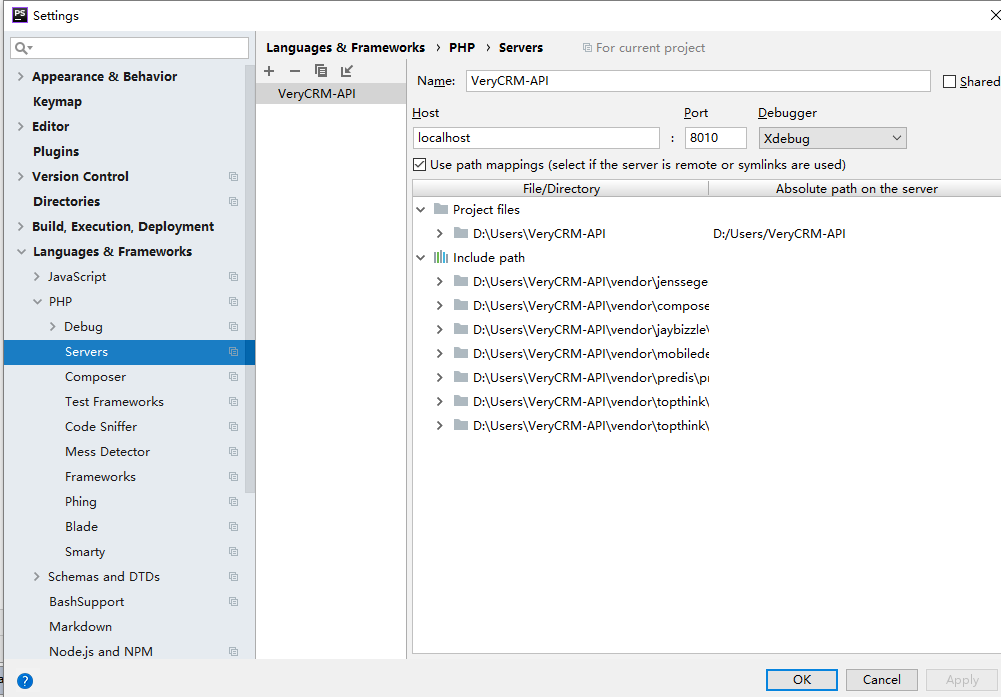 PS Settings
Languages & Frameworks › PHP › Servers For current project
Appearance & Behavior
Keymap
Editor
Plugins
Version Control
Directories
Build, Execution, Deployment
Languages & Frameworks
JavaScript
PHP
Debug
Servers
Composer
Test Frameworks
Code Sniffer
Mess Detector
Frameworks
Phing
Blade
Smarty
Schemas and DTDs
BashSupport
Markdown
Node.js and NPM
VeryCRM-API
Name: VeryCRM-API Shared
Host Port Debugger
localhost : 8010 Xdebug
Use path mappings (select if the server is remote or symlinks are used)
File/Directory Absolute path on the server
Project files
D:\Users\VeryCRM-API D:/Users/VeryCRM-API
Include path
D:\Users\VeryCRM-API\vendor\jenssege
D:\Users\VeryCRM-API\vendor\compose
D:\Users\VeryCRM-API\vendor\jaybizzle\
D:\Users\VeryCRM-API\vendor\mobilede
D:\Users\VeryCRM-API\vendor\predis\pr
D:\Users\VeryCRM-API\vendor\topthink\
D:\Users\VeryCRM-API\vendor\topthink\
? OK Cancel Apply